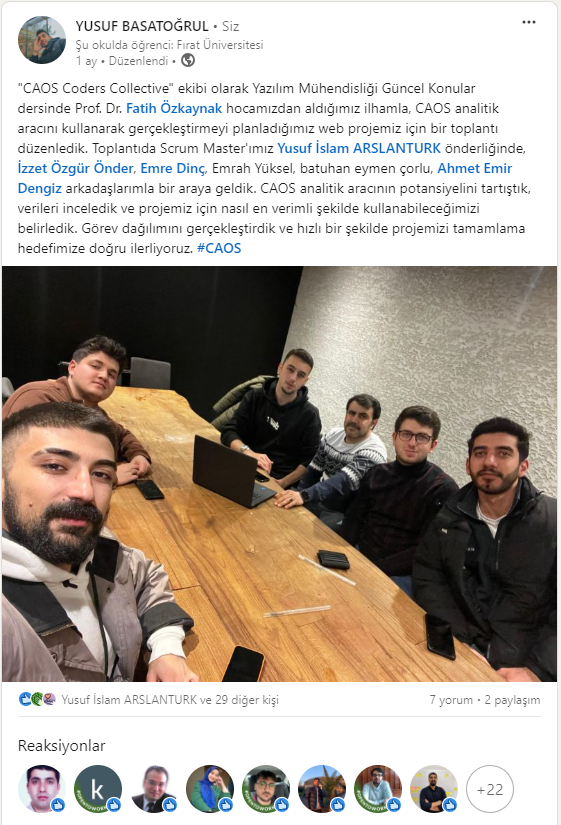 YUSUF BASATOĞRUL • Siz
Şu okulda öğrenci: Fırat Üniversitesi
1 ay • Düzenlendi •
"CAOS Coders Collective" ekibi olarak Yazılım Mühendisliği Güncel Konular
dersinde Prof. Dr. Fatih Özkaynak hocamızdan aldığımız ilhamla, CAOS analitik
aracını kullanarak gerçekleştirmeyi planladığımız web projemiz için bir toplantı
düzenledik. Toplantıda Scrum Master'ımız Yusuf İslam ARSLANTURK önderliğinde,
İzzet Özgür Önder, Emre Dinç, Emrah Yüksel, batuhan eymen çorlu, Ahmet Emir
Dengiz arkadaşlarımla bir araya geldik. CAOS analitik aracının potansiyelini tartıştık,
verileri inceledik ve projemiz için nasıl en verimli şekilde kullanabileceğimizi
belirledik. Görev dağılımını gerçekleştirdik ve hızlı bir şekilde projemizi tamamlama
hedefimize doğru ilerliyoruz. #CAOS
Yusuf İslam ARSLANTURK ve 29 diğer kişi
7 yorum • 2 paylaşım
Reaksiyonlar
k
+22